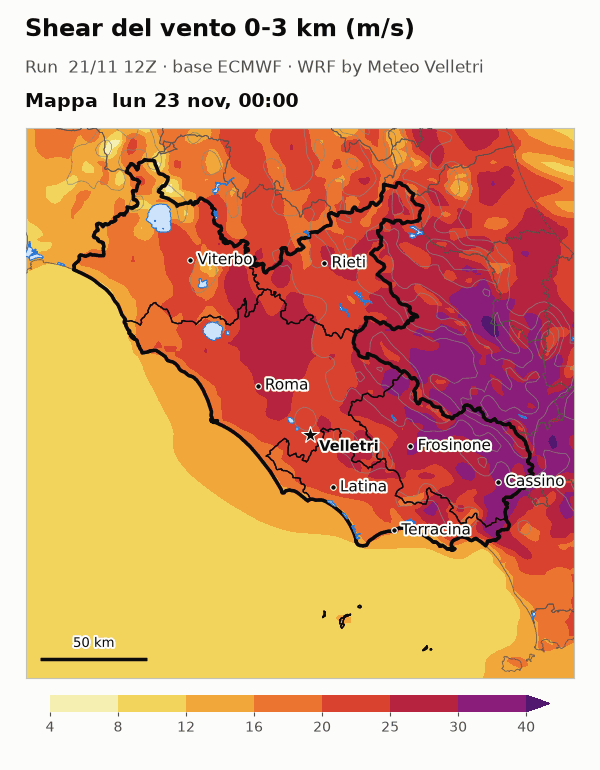 Shear del vento 0-3 km (m/s)
Run 21/11 12Z · base ECMWF · WRF by Meteo Velletri
Mappa lun 23 nov, 00:00
Viterbo
Rieti
Roma
Velletri
Frosinone
Cassino
Latina
Terracina
50 km
4 8 12 16 20 25 30 40